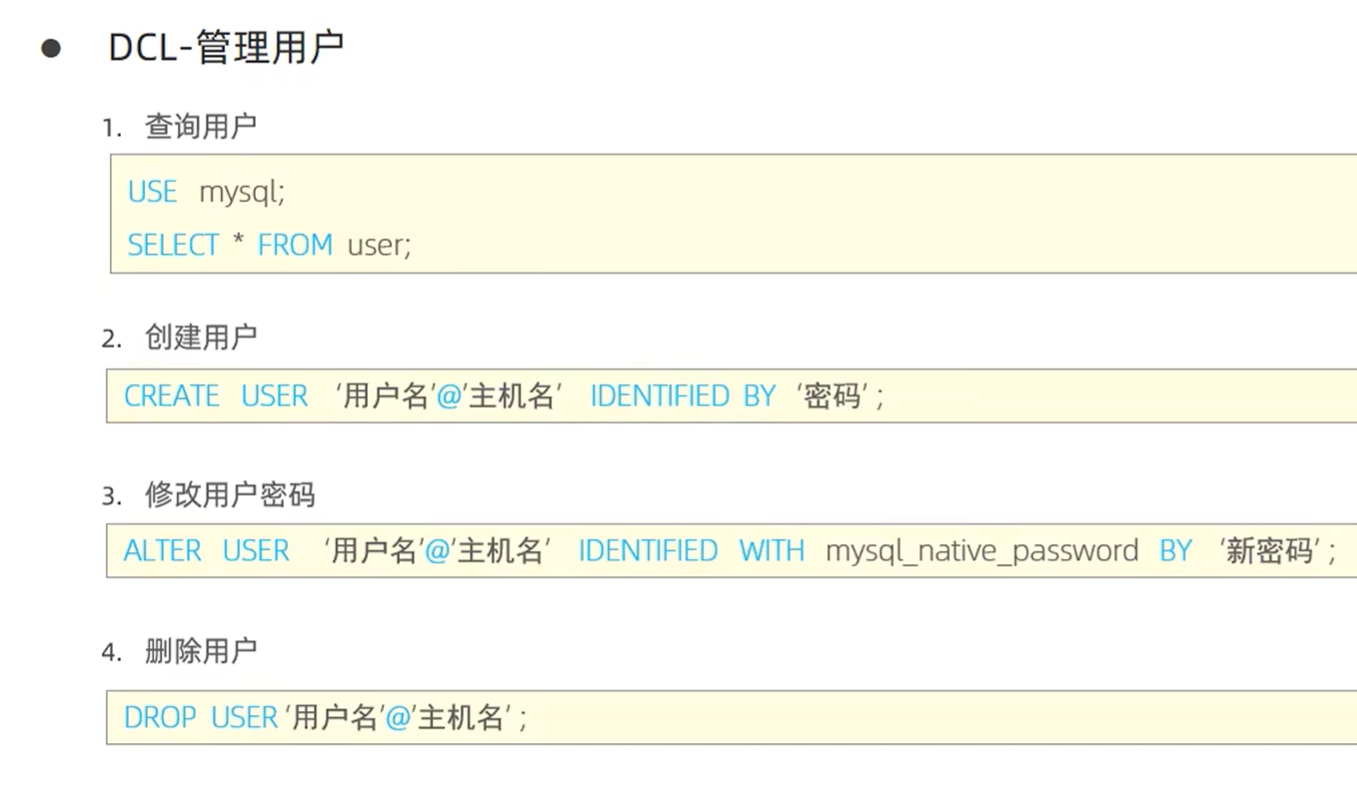 ● DCL-管理用户
1. 查询用户
USE mysql;
SELECT * FROM user;
2. 创建用户
CREATE USER ‘用户名’@’主机名’ IDENTIFIED BY ‘密码’ ;
3. 修改用户密码
ALTER USER ‘用户名’@’主机名’ IDENTIFIED WITH mysql_native_password BY ‘新密码’ ;
4. 删除用户
DROP USER ‘用户名’@’主机名’ ;